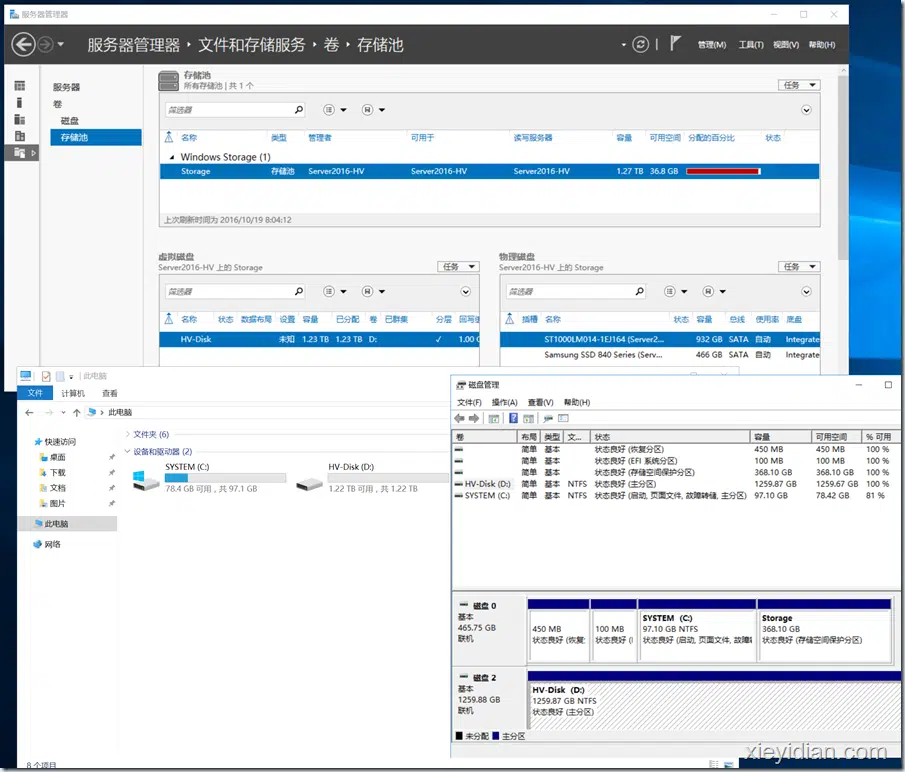 服务器管理器
服务器管理器 ‣ 文件和存储服务 ‣ 卷 ‣ 存储池
管理(M) 工具(T) 视图(V) 帮助(H)
服务器
卷
磁盘
存储池
存储池
所有存储池 | 共 1 个
任务
筛选器
名称 类型 管理者 可用于 读写服务器 容量 可用空间 分配的百分比 状态
Windows Storage (1)
Storage 存储池 Server2016-HV Server2016-HV Server2016-HV 1.27 TB 36.8 GB
上次刷新时间为 2016/10/19 8:04:12
虚拟磁盘
Server2016-HV 上的 Storage
任务
筛选器
名称 状态 数据布局 设置 容量 已分配 卷 已群集 分层 回写
HV-Disk 未知 1.23 TB 1.23 TB D: ✓ 1.00
物理磁盘
Server2016-HV 上的 Storage
任务
筛选器
插槽 名称 状态 容量 总线 使用率 底盘
ST1000LM014-1EJ164 (Server2... 932 GB SATA 自动 Integrate
Samsung SSD 840 Series (Serv... 466 GB SATA 自动 Integrate
此电脑
文件 计算机 查看
此电脑
快速访问
桌面
下载
文档
图片
此电脑
网络
文件夹 (6)
设备和驱动器 (2)
SYSTEM (C:)
78.4 GB 可用，共 97.1 GB
HV-Disk (D:)
1.22 TB 可用，共 1.22 TB
8 个项目
磁盘管理
文件(F) 操作(A) 查看(V) 帮助(H)
卷 布局 类型 文... 状态 容量 可用空间 % 可用
简单 基本 状态良好 (恢复分区) 450 MB 450 MB 100 %
简单 基本 状态良好 (EFI 系统分区) 100 MB 100 MB 100 %
简单 基本 状态良好 (存储空间保护分区) 368.10 GB 368.10 GB 100 %
HV-Disk (D:) 简单 基本 NTFS 状态良好 (主分区) 1259.87 GB 1259.67 GB 100 %
SYSTEM (C:) 简单 基本 NTFS 状态良好 (启动, 页面文件, 故障转储, 主分区) 97.10 GB 78.42 GB 81 %
磁盘 0
基本
465.75 GB
联机
450 MB
状态良好 (恢复
100 MB
状态良好 (
SYSTEM (C:)
97.10 GB NTFS
状态良好 (启动, 页面文件, 故障
Storage
368.10 GB
状态良好 (存储空间保护分区)
磁盘 2
基本
1259.88 GB
联机
HV-Disk (D:)
1259.87 GB NTFS
状态良好 (主分区)
未分配 主分区
xieyidian.com